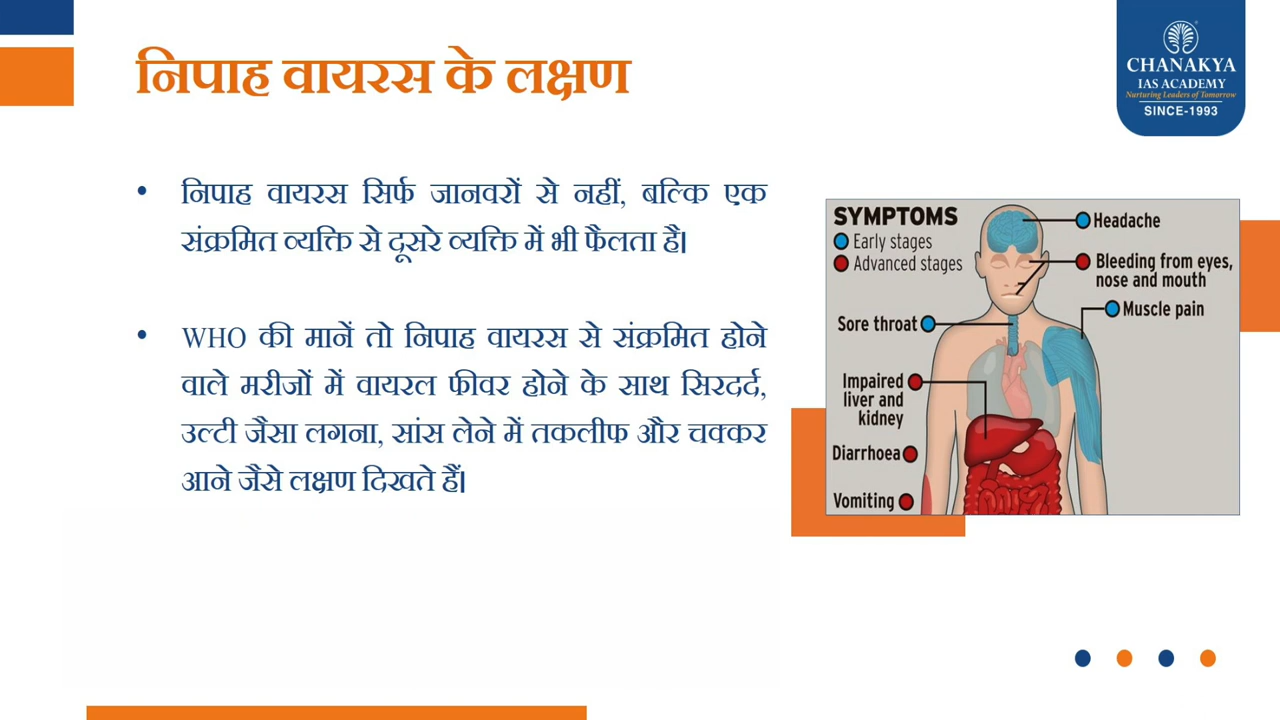 निपाह वायरस के लक्षण
CHANAKYA
IAS ACADEMY
Nurturing Leaders of Tomorrow
SINCE-1993
• निपाह वायरस सिर्फ जानवरों से नहीं, बल्कि एक
संक्रमित व्यक्ति से दूसरे व्यक्ति में भी फैलता है।
• WHO की मानें तो निपाह वायरस से संक्रमित होने
वाले मरीजों में वायरल फीवर होने के साथ सिरदर्द,
उल्टी जैसा लगना, सांस लेने में तकलीफ और चक्कर
आने जैसे लक्षण दिखते हैं।
SYMPTOMS
Early stages
Advanced stages
Headache
Bleeding from eyes,
nose and mouth
Muscle pain
Sore throat
Impaired
liver and
kidney
Diarrhoea
Vomiting